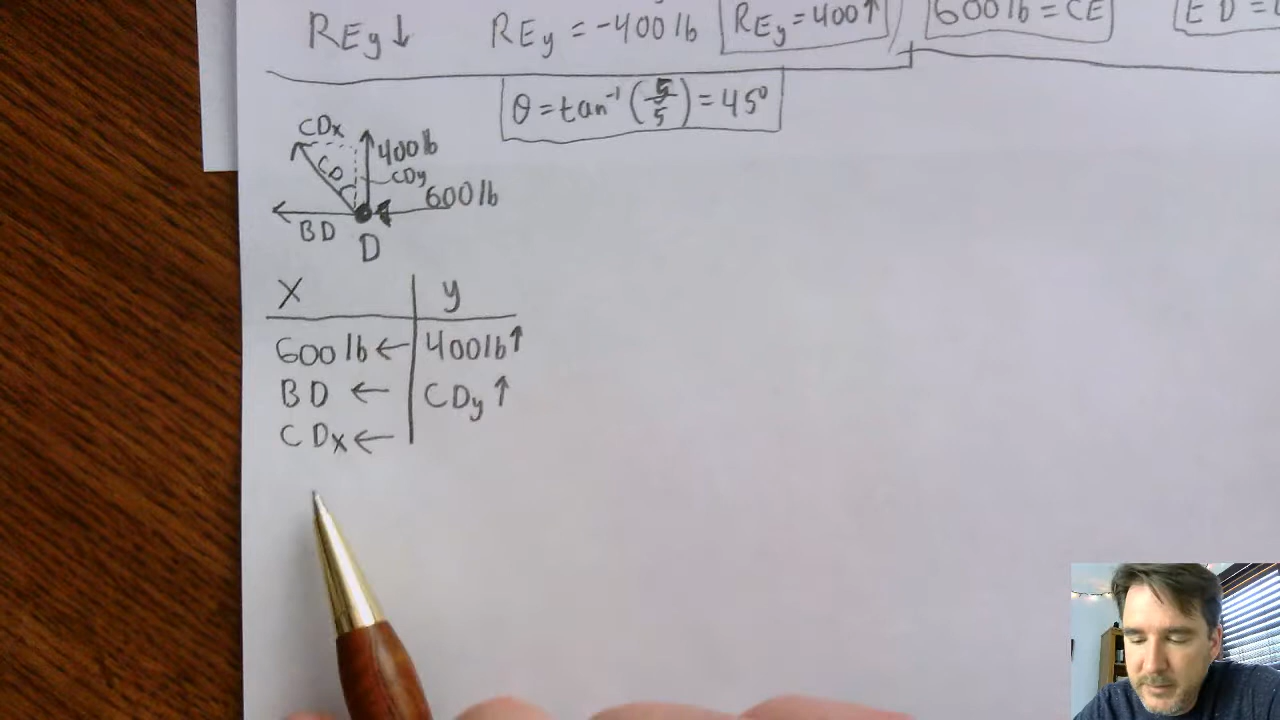 REy↓ REy = -400 lb REy = 400↑ 600 lb = CE ED =
θ = tan⁻¹(5/5) = 45°
CDx
400 lb
CD
CDy
600 lb
BD
D
x y
600 lb ← 400 lb ↑
BD ← CDy ↑
CDx ←